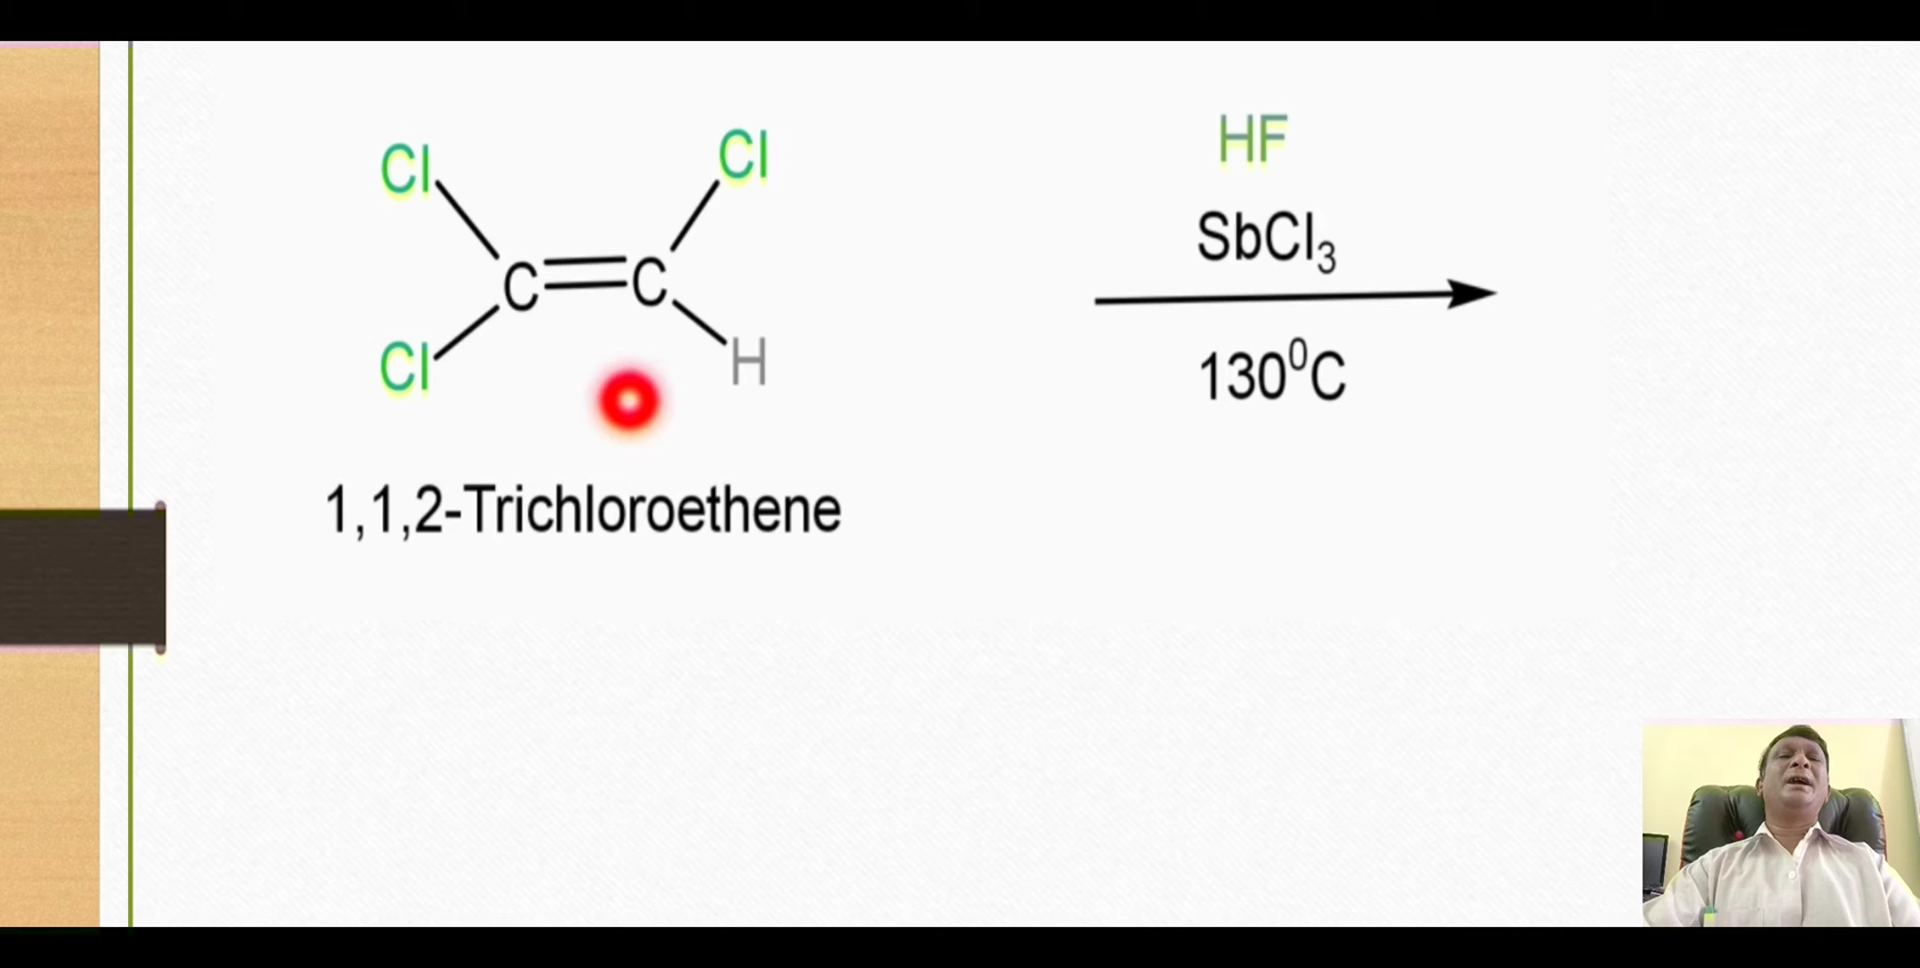 Cl Cl
C C
Cl H
1,1,2-Trichloroethene
HF
SbCl₃
130⁰C